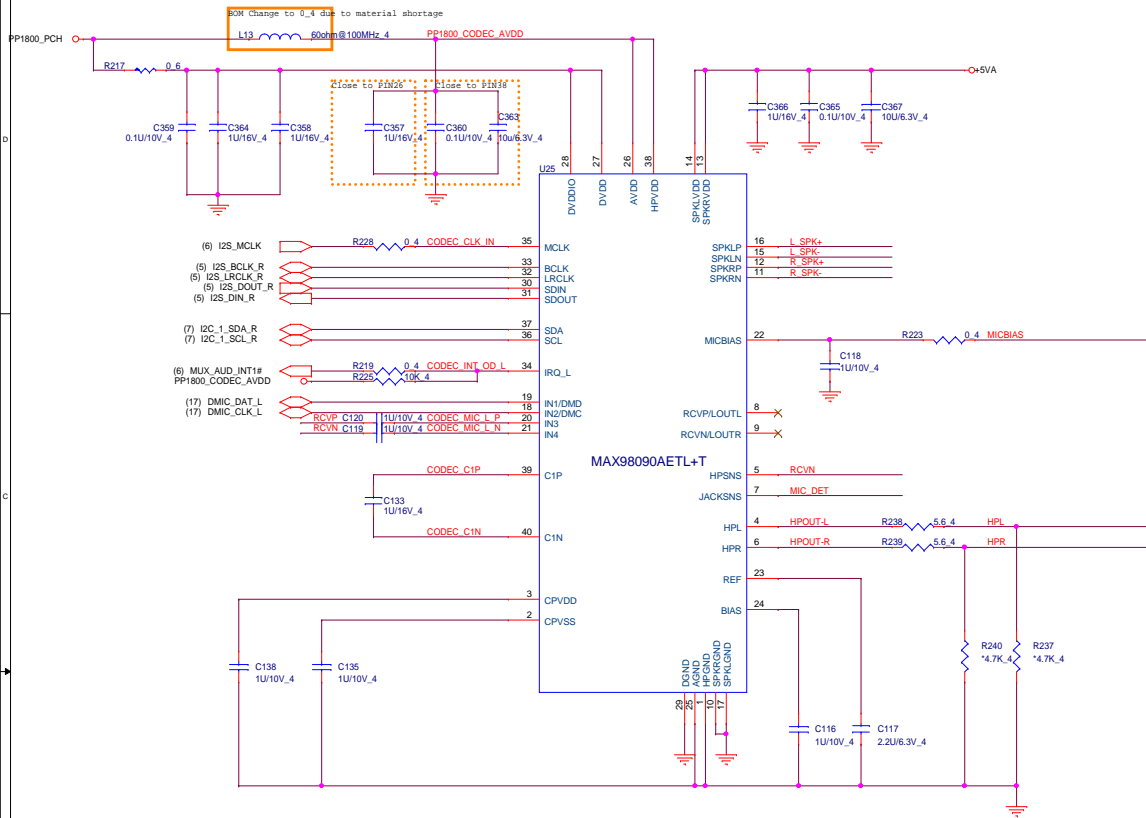 BOM Change to 0_4 due to material shortage
PP1800_PCH
L13
60ohm@100MHz_4
PP1800_CODEC_AVDD
R217
0_6
+5VA
Close to PIN26
Close to PIN38
C359
0.1U/10V_4
C364
1U/16V_4
C358
1U/16V_4
C357
1U/16V_4
C360
0.1U/10V_4
C363
10u/6.3V_4
C366
1U/16V_4
C365
0.1U/10V_4
C367
10U/6.3V_4
D
U25
28
27
26
38
14
13
DVDDIO
DVDD
AVDD
HPVDD
SPKLVDD
SPKRVDD
(6) I2S_MCLK
R228
0_4
CODEC_CLK_IN
35
MCLK
(5) I2S_BCLK_R
33
BCLK
(5) I2S_LRCLK_R
32
LRCLK
(5) I2S_DOUT_R
30
SDIN
(5) I2S_DIN_R
31
SDOUT
(7) I2C_1_SDA_R
37
SDA
(7) I2C_1_SCL_R
36
SCL
(6) MUX_AUD_INT1#
R219
0_4
CODEC_INT_OD_L
34
IRQ_L
PP1800_CODEC_AVDD
R225
10K_4
(17) DMIC_DAT_L
19
IN1/DMD
(17) DMIC_CLK_L
18
IN2/DMC
RCVP
C120
1U/10V_4
CODEC_MIC_L_P
20
IN3
RCVN
C119
1U/10V_4
CODEC_MIC_L_N
21
IN4
CODEC_C1P
39
C1P
C133
1U/16V_4
CODEC_C1N
40
C1N
C
3
CPVDD
2
CPVSS
C138
1U/10V_4
C135
1U/10V_4
MAX98090AETL+T
SPKLP
16
L_SPK+
SPKLN
15
L_SPK-
SPKRP
12
R_SPK+
SPKRN
11
R_SPK-
MICBIAS
22
R223
0_4
MICBIAS
C118
1U/10V_4
RCVP/LOUTL
8
RCVN/LOUTR
9
HPSNS
5
RCVN
JACKSNS
7
MIC_DET
HPL
4
HPOUT-L
R238
5.6_4
HPL
HPR
6
HPOUT-R
R239
5.6_4
HPR
REF
23
BIAS
24
DGND
AGND
HPGND
SPKRGND
SPKLGND
29
25
1
10
17
C116
1U/10V_4
C117
2.2U/6.3V_4
R240
*4.7K_4
R237
*4.7K_4